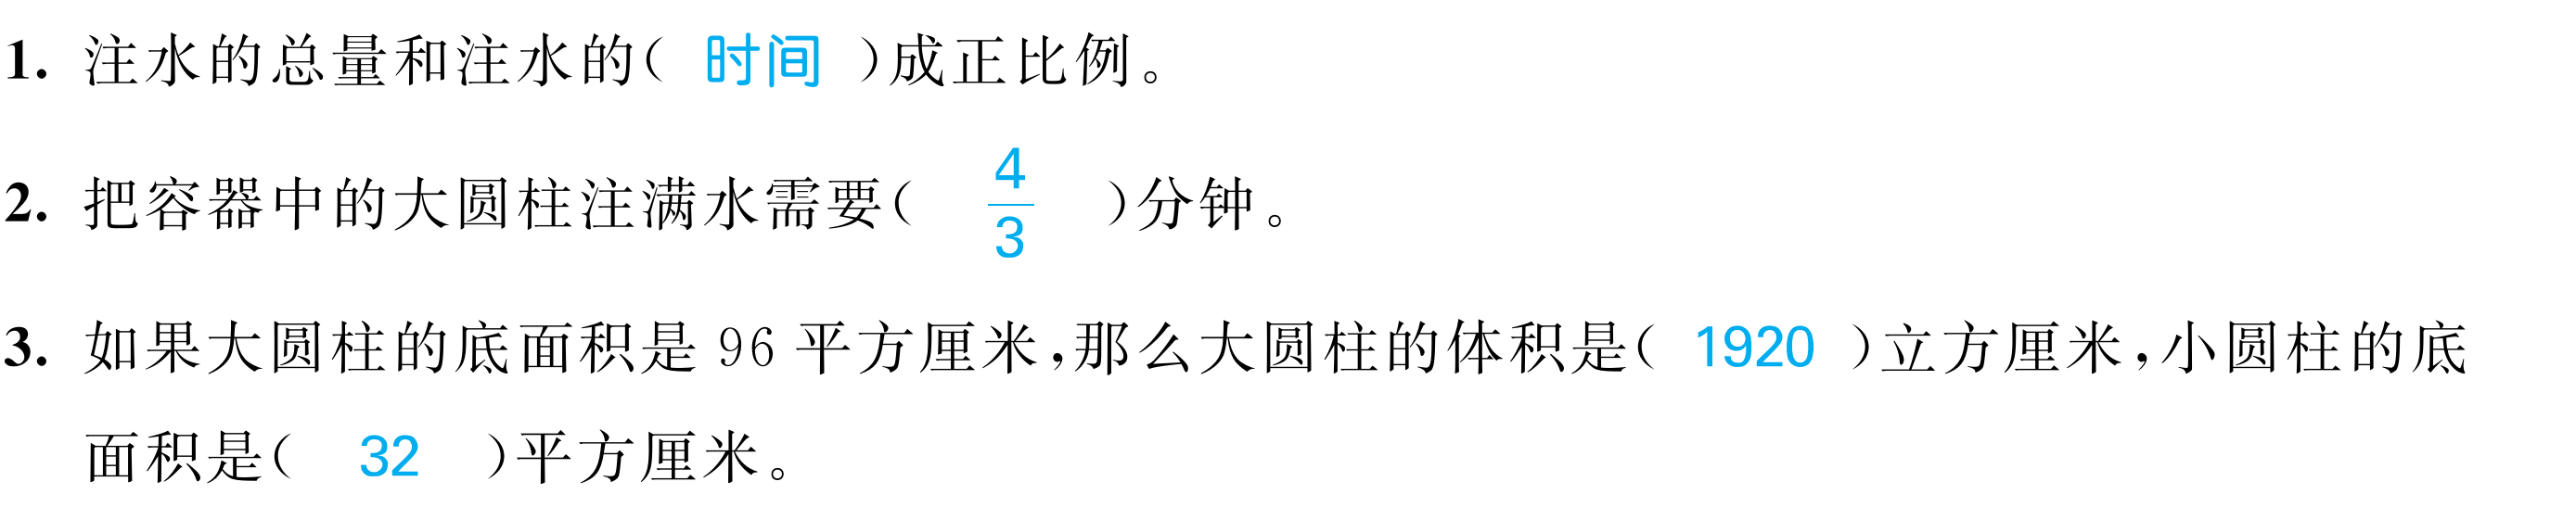 1. 注水的总量和注水的( 时间 )成正比例。
2. 把容器中的大圆柱注满水需要( 4/3 )分钟。
3. 如果大圆柱的底面积是 96 平方厘米,那么大圆柱的体积是( 1920 )立方厘米,小圆柱的底
面积是( 32 )平方厘米。